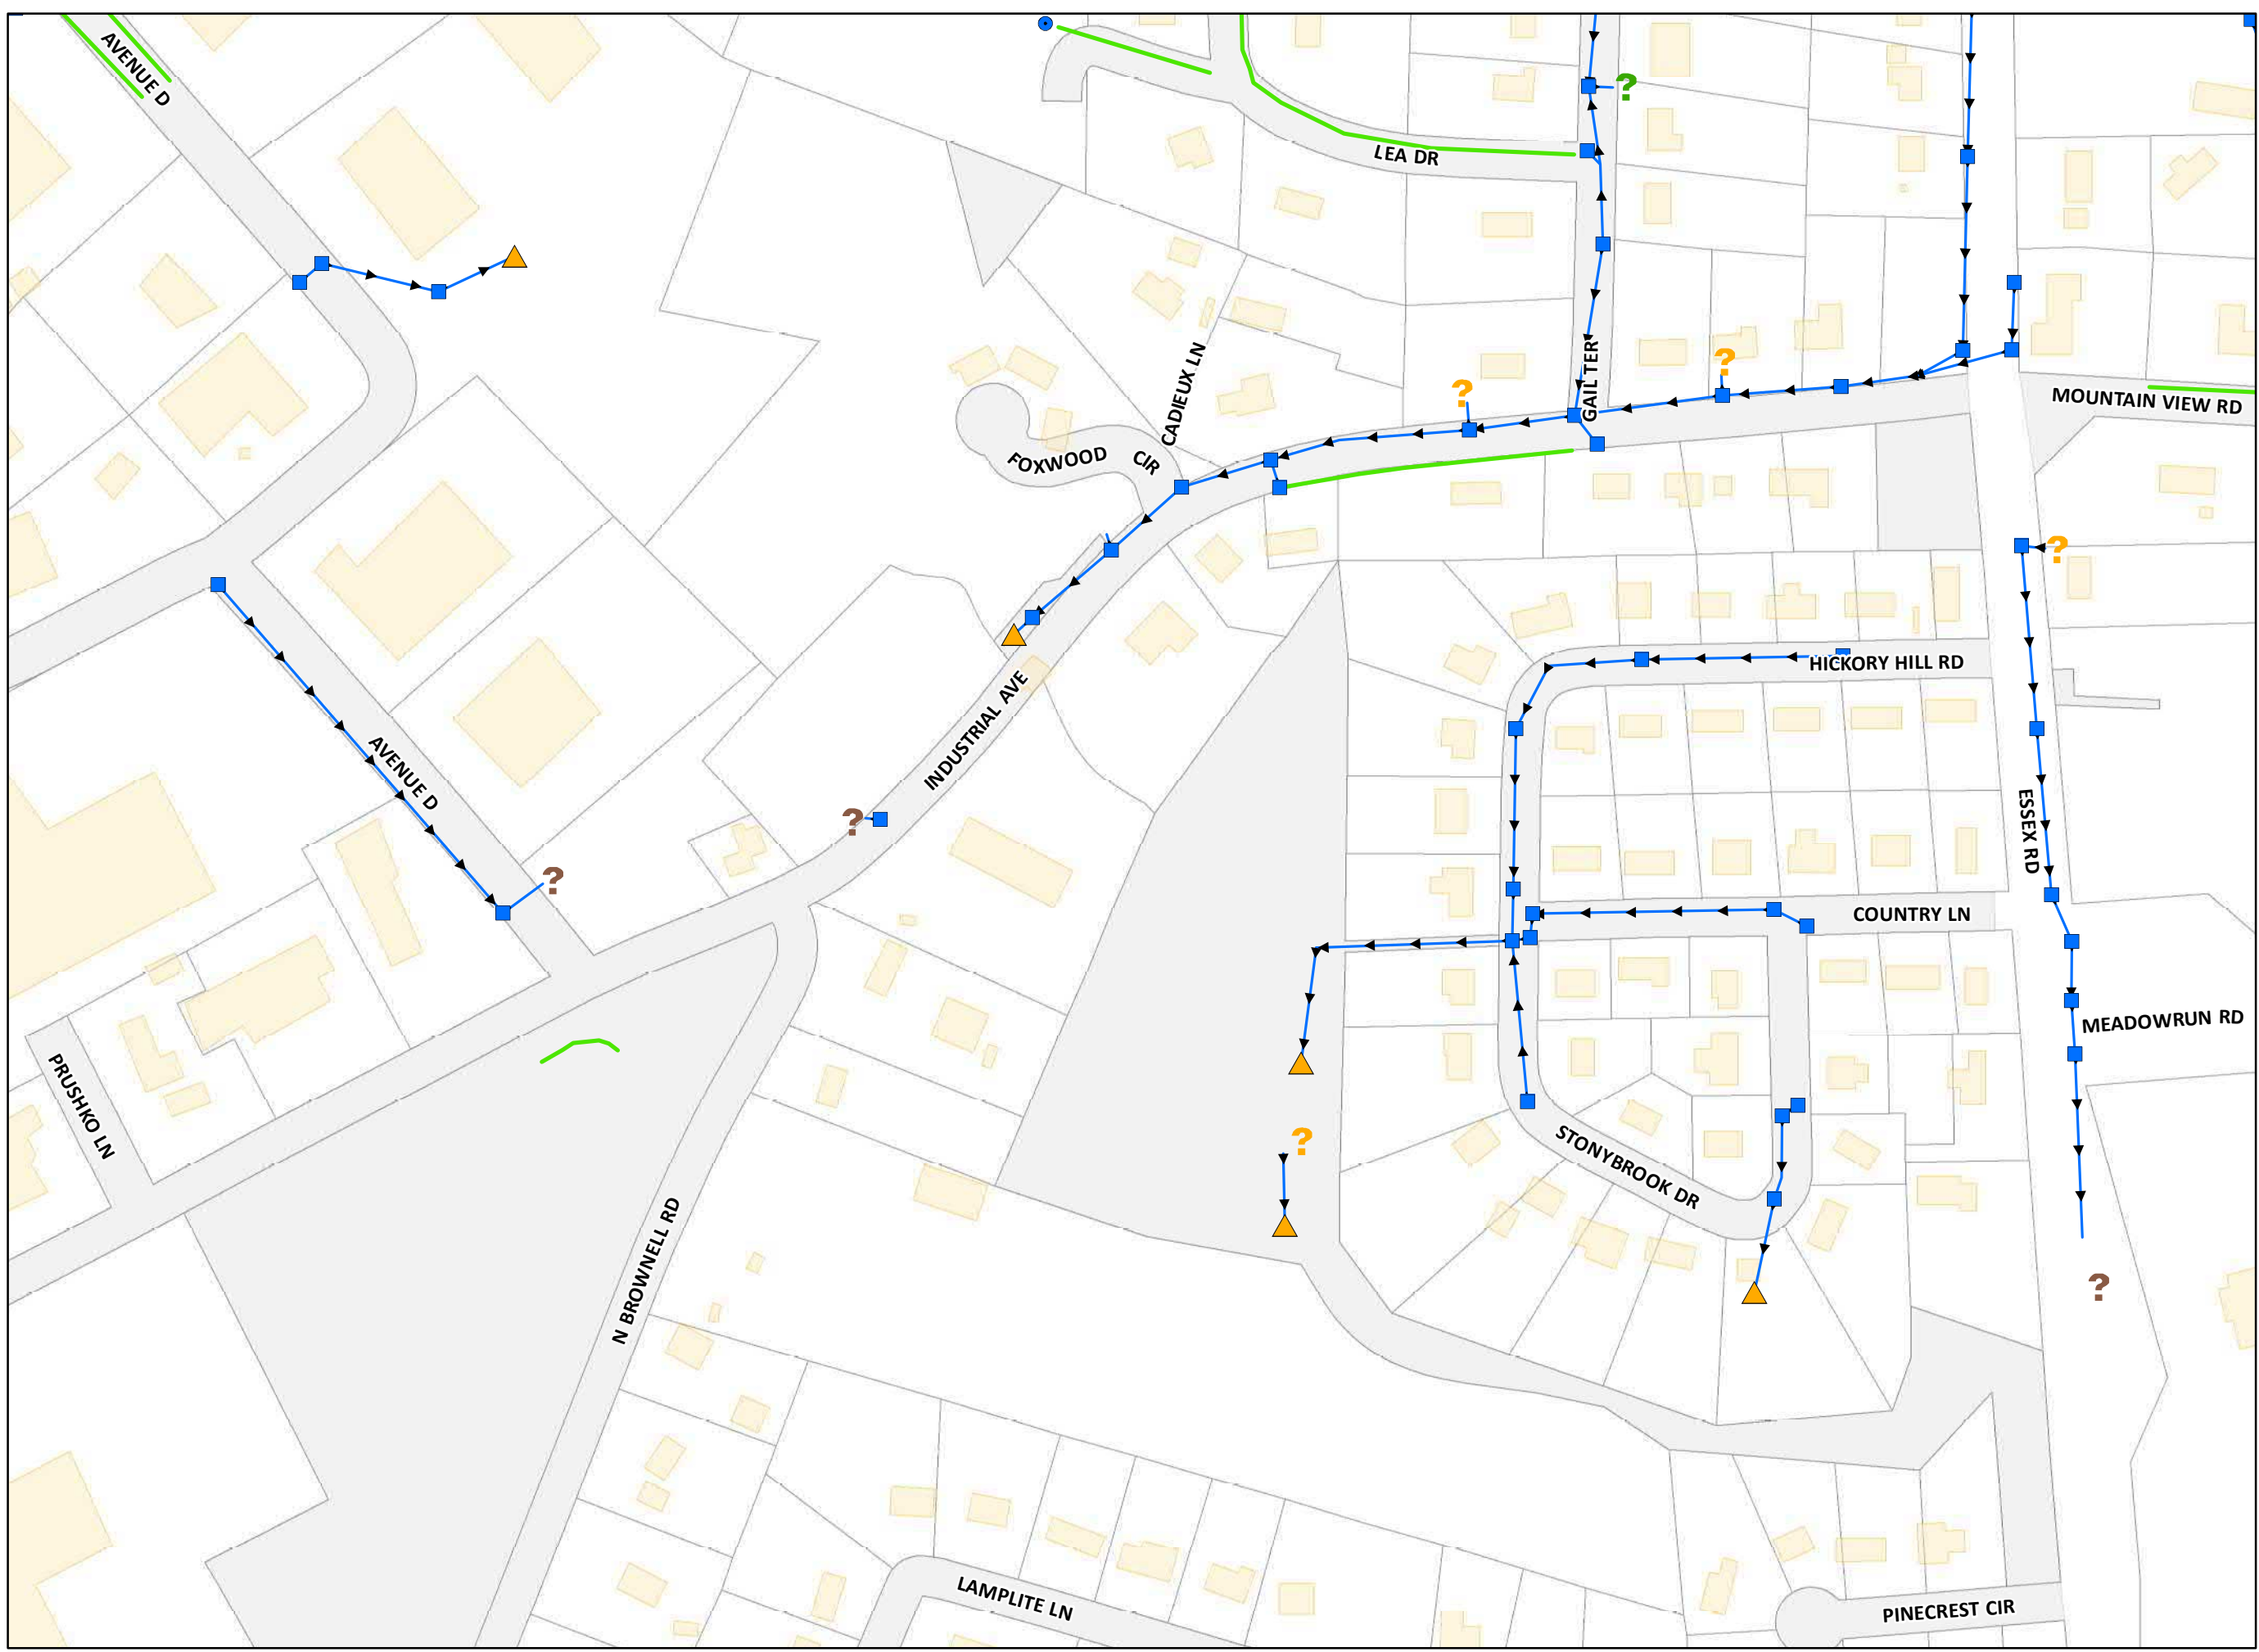 AVENUE D
LEA DR
GAIL TER
CADIEUX LN
MOUNTAIN VIEW RD
FOXWOOD CIR
HICKORY HILL RD
INDUSTRIAL AVE
AVENUE D
ESSEX RD
COUNTRY LN
MEADOWRUN RD
PRUSHKO LN
STONYBROOK DR
N BROWNELL RD
LAMPLITE LN
PINECREST CIR
?
?
?
?
?
?
?
?